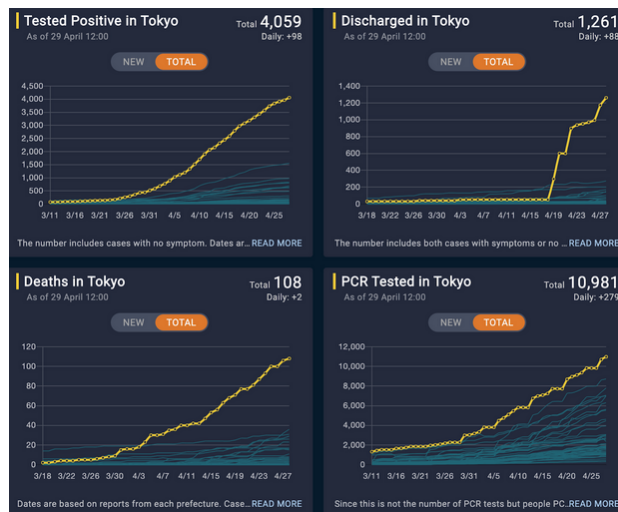 Tested Positive in Tokyo
Total 4,059
As of 29 April 12:00
Daily: +98
NEW TOTAL
4,500
4,000
3,500
3,000
2,500
2,000
1,500
1,000
500
0
3/11 3/16 3/21 3/26 3/31 4/5 4/10 4/15 4/20 4/25
The number includes cases with no symptom. Dates ar... READ MORE
Discharged in Tokyo
Total 1,261
As of 29 April 12:00
Daily: +88
NEW TOTAL
1,400
1,200
1,000
800
600
400
200
0
3/18 3/22 3/26 3/30 4/3 4/7 4/11 4/15 4/19 4/23 4/27
The number includes both cases with symptoms or no ... READ MORE
Deaths in Tokyo
Total 108
As of 29 April 12:00
Daily: +2
NEW TOTAL
120
100
80
60
40
20
0
3/18 3/22 3/26 3/30 4/3 4/7 4/11 4/15 4/19 4/23 4/27
Dates are based on reports from each prefecture. Case... READ MORE
PCR Tested in Tokyo
Total 10,981
As of 29 April 12:00
Daily: +279
NEW TOTAL
12,000
10,000
8,000
6,000
4,000
2,000
0
3/11 3/16 3/21 3/26 3/31 4/5 4/10 4/15 4/20 4/25
Since this is not the number of PCR tests but people PC... READ MORE